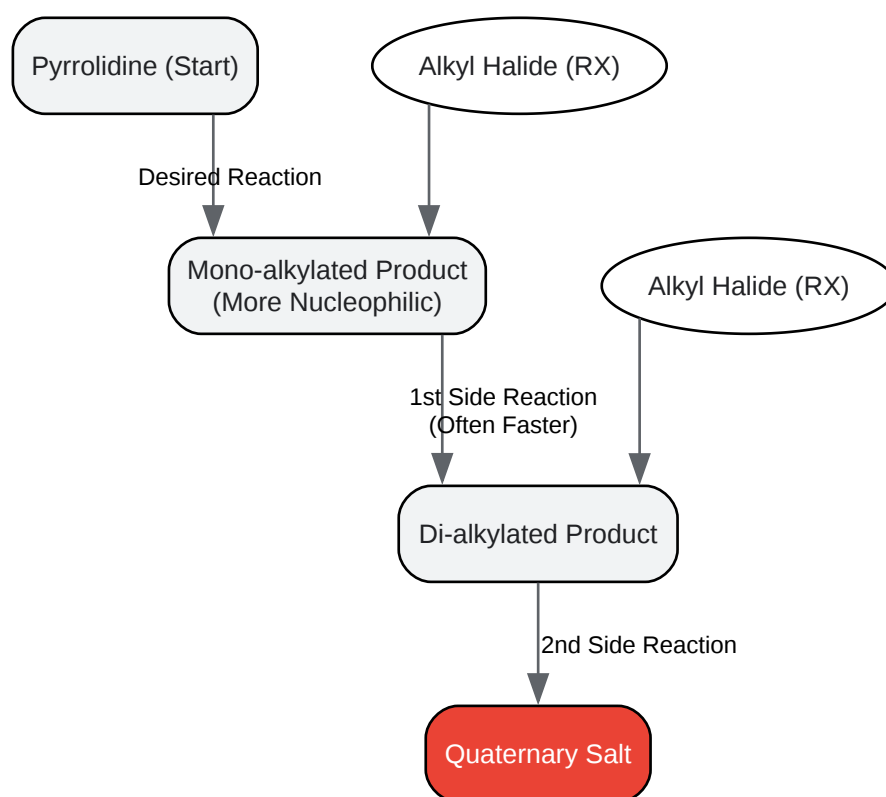 Pyrrolidine (Start)
Alkyl Halide (RX)
Desired Reaction
Mono-alkylated Product
(More Nucleophilic)
Alkyl Halide (RX)
1st Side Reaction
(Often Faster)
Di-alkylated Product
2nd Side Reaction
Quaternary Salt